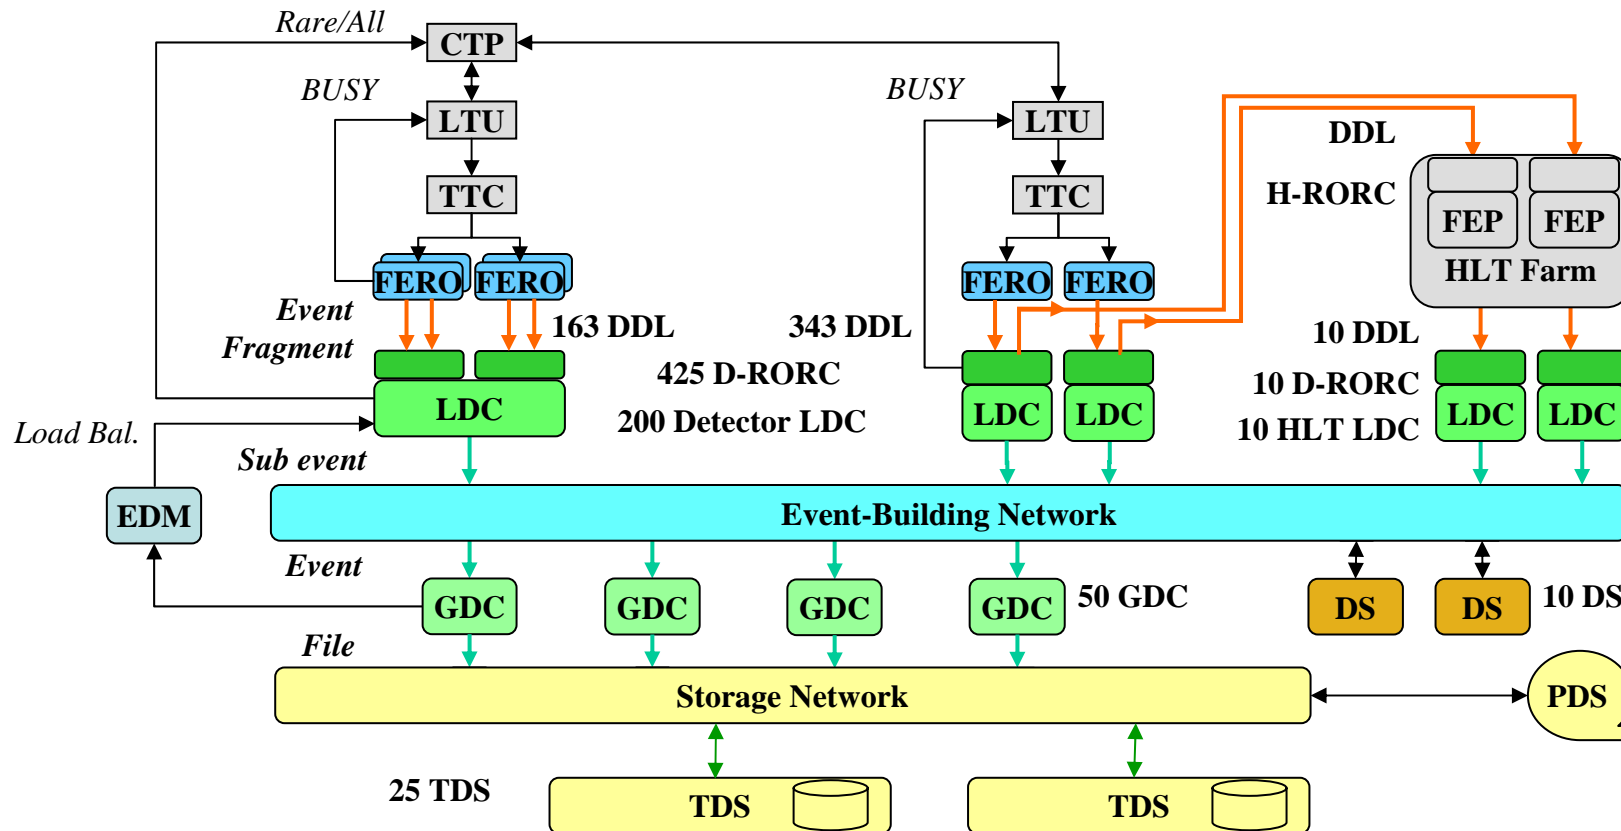 Rare/All
CTP
BUSY
BUSY
LTU
LTU
DDL
TTC
TTC
H-RORC
FEP
FEP
FERO
FERO
FERO
FERO
HLT Farm
Event
Fragment
163 DDL
343 DDL
10 DDL
425 D-RORC
10 D-RORC
LDC
200 Detector LDC
LDC
LDC
10 HLT LDC
LDC
LDC
Load Bal.
Sub event
EDM
Event-Building Network
Event
GDC
GDC
GDC
GDC
50 GDC
DS
DS
10 DS
File
Storage Network
PDS
25 TDS
TDS
TDS